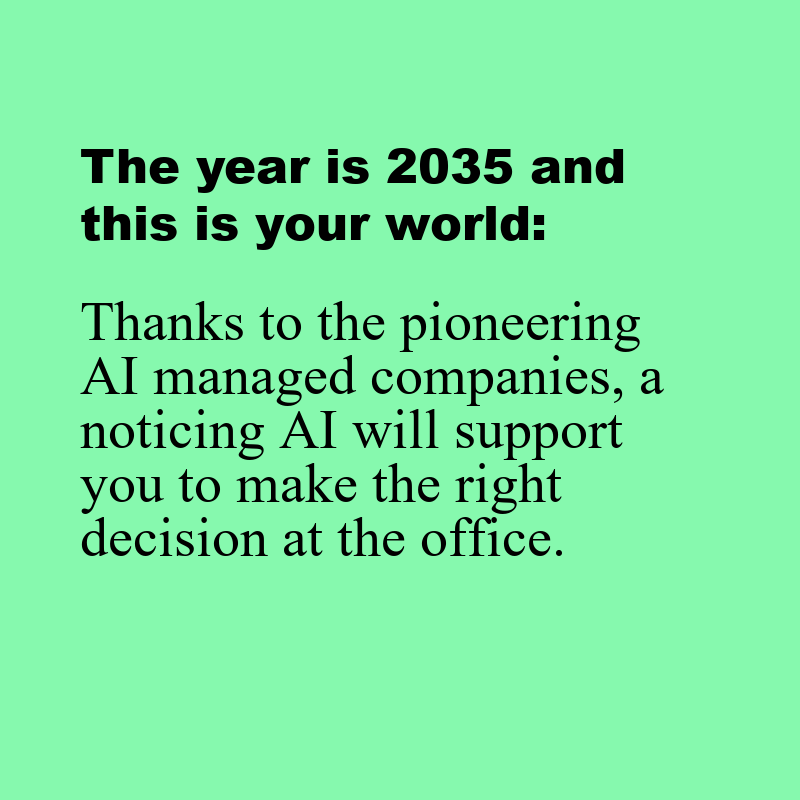 The year is 2035 and
this is your world:
Thanks to the pioneering
AI managed companies, a
noticing AI will support
you to make the right
decision at the office.